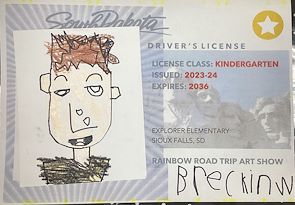 South Dakota
DRIVER'S LICENSE
LICENSE CLASS: KINDERGARTEN
ISSUED: 2023-24
EXPIRES: 2036
EXPLORER ELEMENTARY
SIOUX FALLS, SD
RAINBOW ROAD TRIP ART SHOW
BreckinW